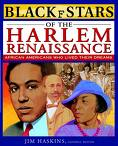 BLACK STARS
OF THE
HARLEM
RENAISSANCE
AFRICAN AMERICANS WHO LIVED THEIR DREAMS
JIM HASKINS,